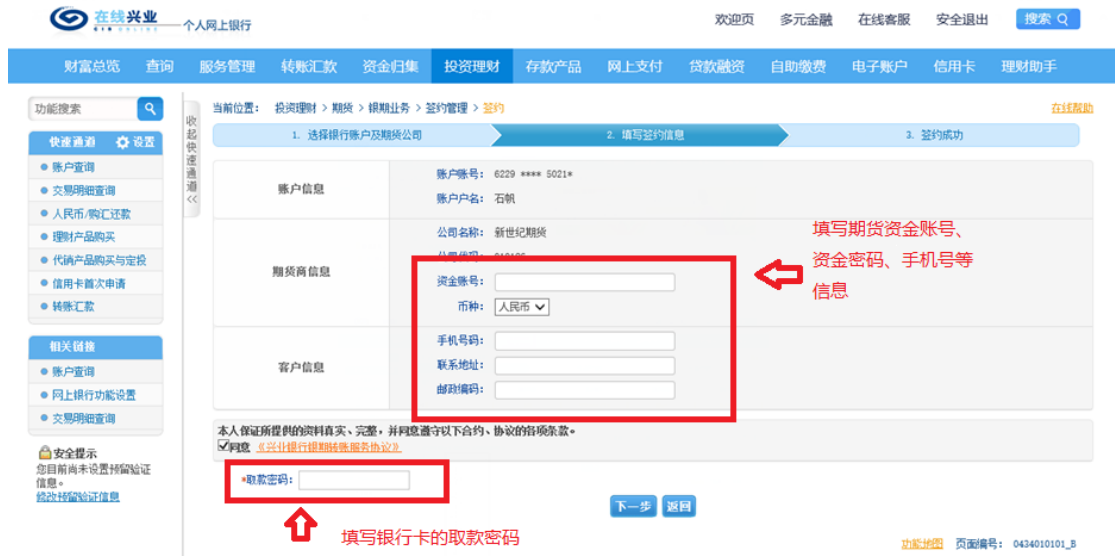 在线兴业
个人网上银行
欢迎页 多元金融 在线客服 安全退出 搜索
财富总览 查询 服务管理 转账汇款 资金归集 投资理财 存款产品 网上支付 贷款融资 自助缴费 电子账户 信用卡 理财助手
功能搜索
收起快速通道
当前位置： 投资理财 > 期货 > 银期业务 > 签约管理 > 签约
在线帮助
1. 选择银行账户及期货公司 2. 填写签约信息 3. 签约成功
快速通道 设置
账户查询
交易明细查询
人民币/购汇还款
理财产品购买
代销产品购买与定投
信用卡首次申请
转账汇款
相关链接
账户查询
网上银行功能设置
交易明细查询
安全提示
您目前尚未设置预留验证
信息。
修改预留验证信息
账户信息
账户账号： 6229 **** 5021*
账户户名： 石帆
期货商信息
公司名称： 新世纪期货
资金账号：
币种： 人民币
客户信息
手机号码：
联系地址：
邮政编码：
填写期货资金账号、
资金密码、手机号等
信息
本人保证所提供的资料真实、完整，并同意遵守以下合约、协议的各项条款。
同意 《兴业银行银期转账服务协议》
*取款密码：
下一步 返回
填写银行卡的取款密码
功能地图 页面编号： 0434010101_B